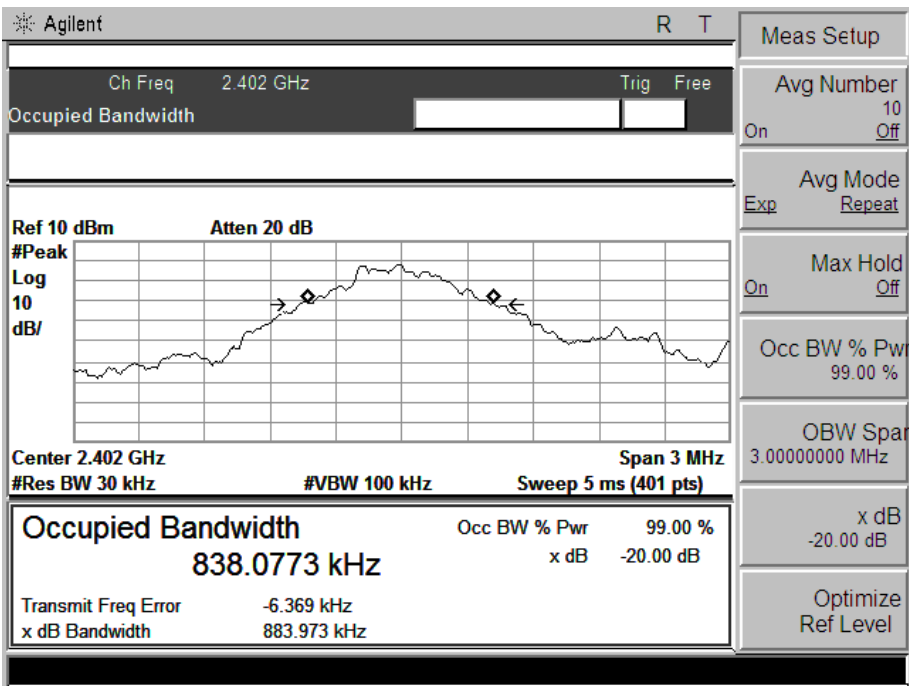 Agilent
R T
Ch Freq 2.402 GHz Trig Free
Occupied Bandwidth
Ref 10 dBm Atten 20 dB
#Peak
Log
10
dB/
Center 2.402 GHz Span 3 MHz
#Res BW 30 kHz #VBW 100 kHz Sweep 5 ms (401 pts)
Occupied Bandwidth
838.0773 kHz
Occ BW % Pwr 99.00 %
x dB -20.00 dB
Transmit Freq Error -6.369 kHz
x dB Bandwidth 883.973 kHz
Meas Setup
Avg Number
10
On Off
Avg Mode
Exp Repeat
Max Hold
On Off
Occ BW % Pwr
99.00 %
OBW Span
3.00000000 MHz
x dB
-20.00 dB
Optimize
Ref Level